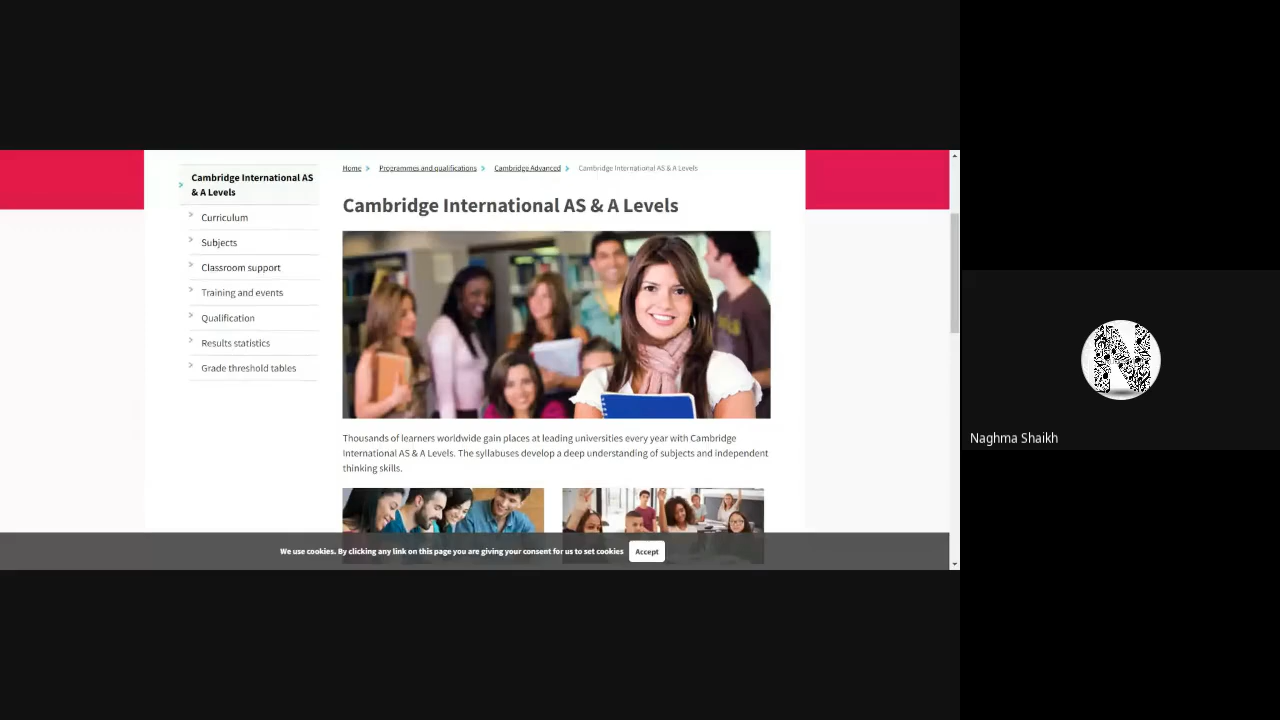 Cambridge International AS
& A Levels
Curriculum
Subjects
Classroom support
Training and events
Qualification
Results statistics
Grade threshold tables
Home > Programmes and qualifications > Cambridge Advanced > Cambridge International AS & A Levels
Cambridge International AS & A Levels
Thousands of learners worldwide gain places at leading universities every year with Cambridge
International AS & A Levels. The syllabuses develop a deep understanding of subjects and independent
thinking skills.
We use cookies. By clicking any link on this page you are giving your consent for us to set cookies
Accept
N
Naghma Shaikh